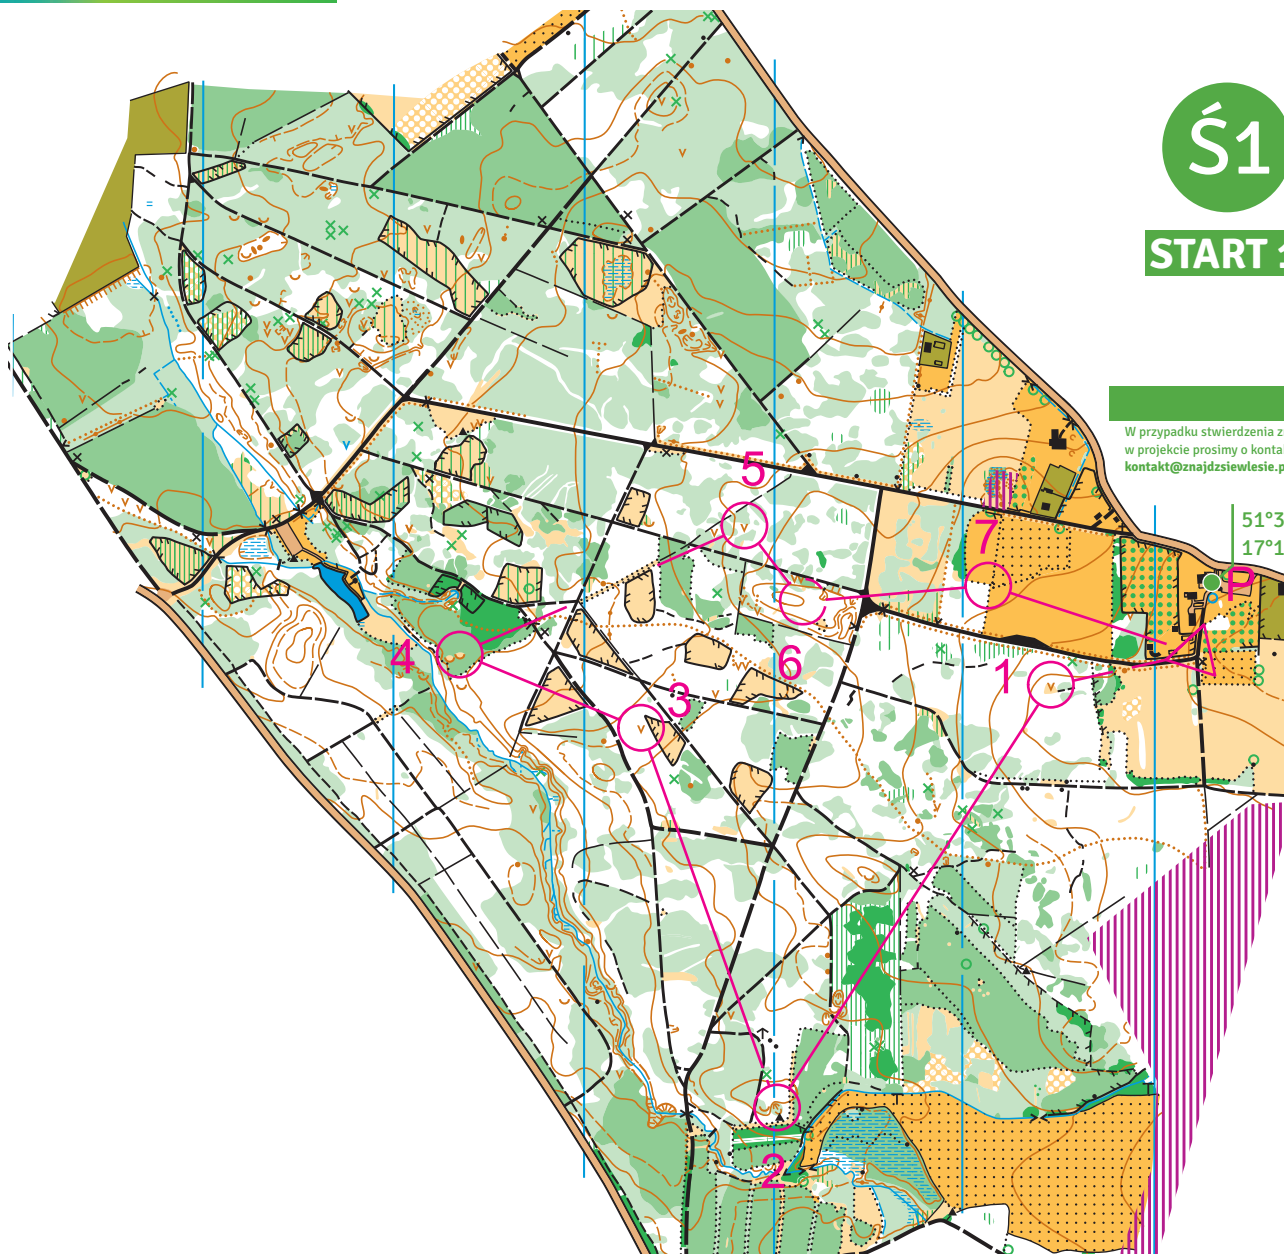 Ś1
START 1
W przypadku stwierdzenia z
w projekcie prosimy o konta
kontakt@znajdzsiewlesie.p
51°3
17°1
5
7
P
6
4
1
3
2